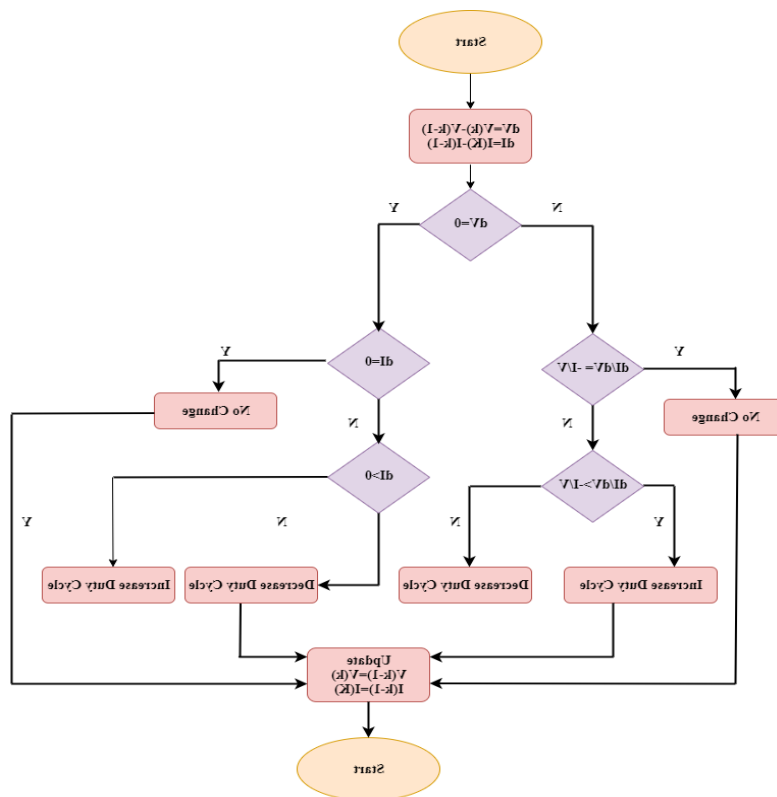 Start
dV=V(k)-V(k-1)
dI=I(K)-I(k-1)
dV=0
N
Y
Y
dI/dV= -I/V
dI=0
Y
No Change
No Change
N
N
dI/dV>-I/V
dI>0
Y
N
N
Y
Increase Duty Cycle
Decrease Duty Cycle
Decrease Duty Cycle
Increase Duty Cycle
Update
V(k-1)=V(k)
I(k-1)=I(K)
Start